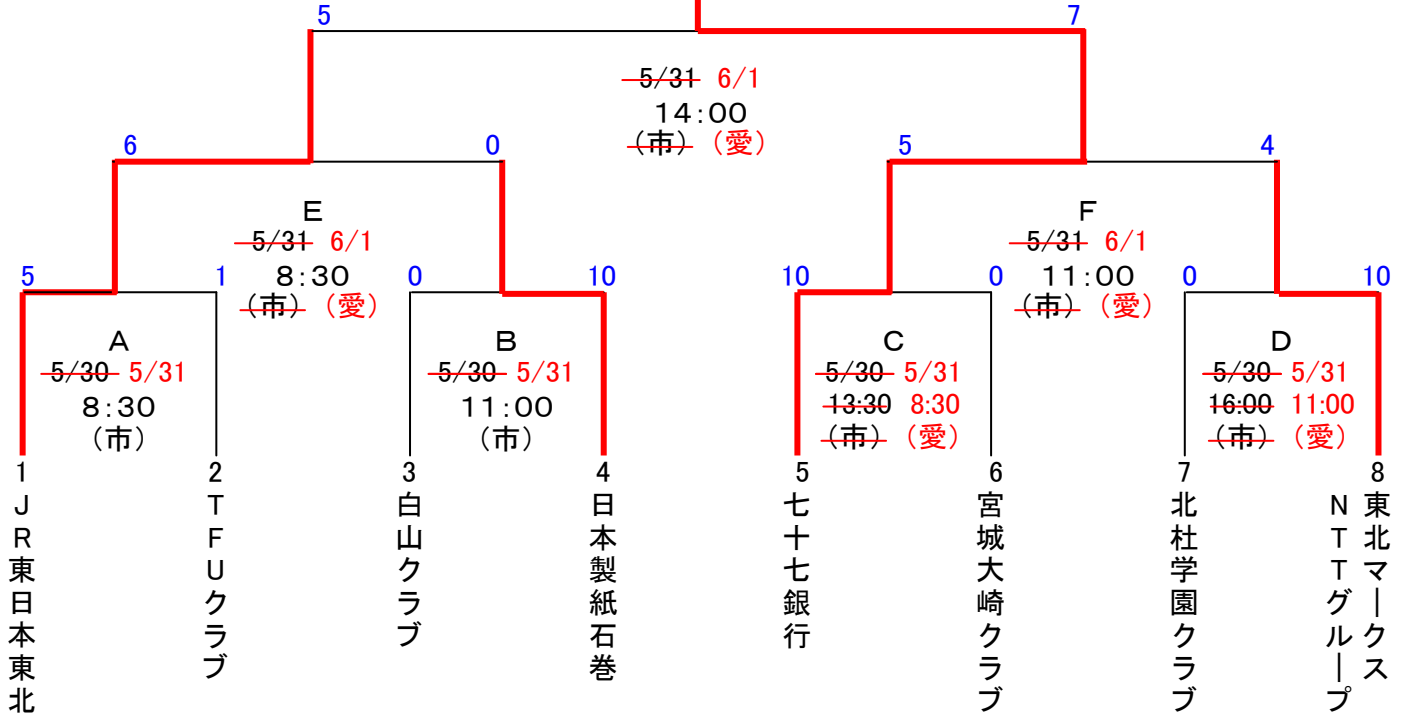 5 7
5/31 6/1
14:00
(市) (愛)
6 0 5 4
E F
5/31 6/1 5/31 6/1
8:30 11:00
(市) (愛) (市) (愛)
5 1 0 10 10 0 0 10
A B C D
5/30 5/31 5/30 5/31 5/30 5/31 5/30 5/31
8:30 11:00 13:30 8:30 16:00 11:00
(市) (市) (市) (愛) (市) (愛)
1 2 3 4 5 6 7 8
JR東日本東北
TFUクラブ
白山クラブ
日本製紙石巻
七十七銀行
宮城大崎クラブ
北杜学園クラブ
東北マークス
NTTグループ